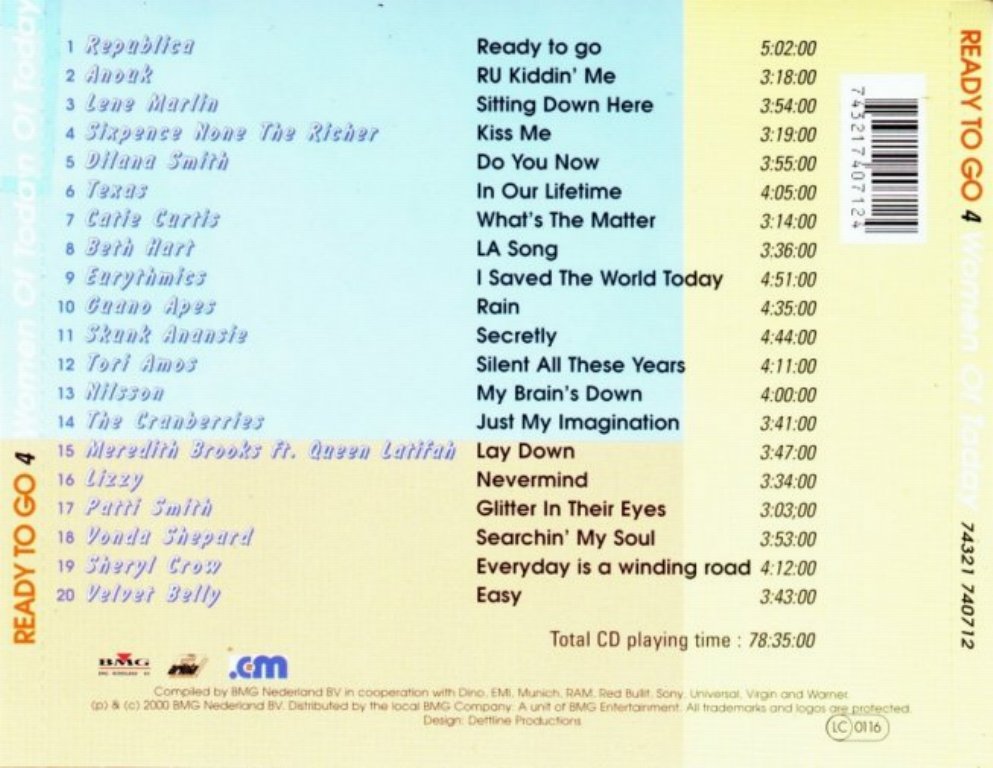 1 Republica Ready to go 5:02:00
2 Anouk RU Kiddin' Me 3:18:00
3 Lene Marlin Sitting Down Here 3:54:00
4 Sixpence None The Richer Kiss Me 3:19:00
5 Dilana Smith Do You Now 3:55:00
6 Texas In Our Lifetime 4:05:00
7 Catie Curtis What's The Matter 3:14:00
8 Beth Hart LA Song 3:36:00
9 Eurythmics I Saved The World Today 4:51:00
10 Guano Apes Rain 4:35:00
11 Skunk Anansie Secretly 4:44:00
12 Tori Amos Silent All These Years 4:11:00
13 Nilsson My Brain's Down 4:00:00
14 The Cranberries Just My Imagination 3:41:00
15 Meredith Brooks ft. Queen Latifah Lay Down 3:47:00
16 Lizzy Nevermind 3:34:00
17 Patti Smith Glitter In Their Eyes 3:03;00
18 Vonda Shepard Searchin' My Soul 3:53:00
19 Sheryl Crow Everyday is a winding road 4:12:00
20 Velvet Belly Easy 3:43:00
Total CD playing time : 78:35:00
BMG
.cm
Compiled by BMG Nederland BV in cooperation with Dino, EMI, Munich, RAM, Red Bullit, Sony, Universal, Virgin and Warner.
(p) & (c) 2000 BMG Nederland BV. Distributed by the local BMG Company. A unit of BMG Entertainment. All trademarks and logos are protected.
Design: Dettline Productions
LC 0116
READY TO GO 4 Women Of Today
READY TO GO 4 Women Of Today 74321 740712
743217407124